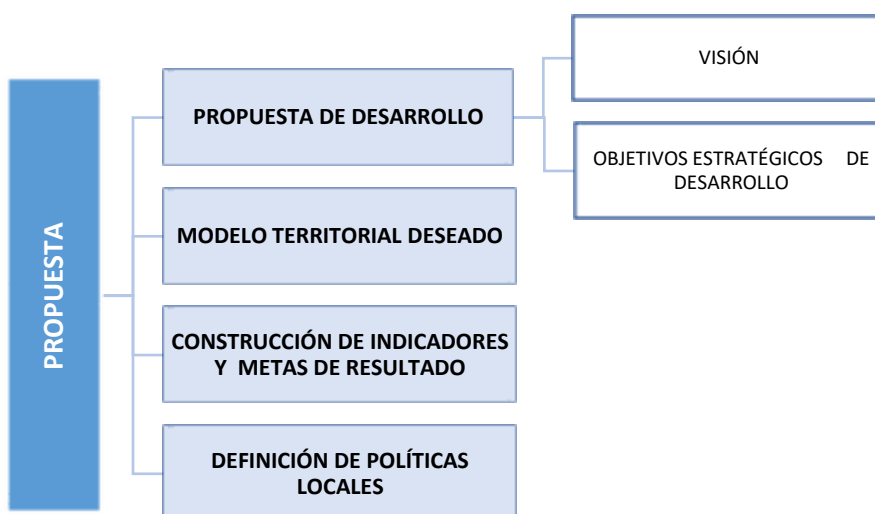 PROPUESTA
PROPUESTA DE DESARROLLO
VISIÓN
OBJETIVOS ESTRATÉGICOS DE
DESARROLLO
MODELO TERRITORIAL DESEADO
CONSTRUCCIÓN DE INDICADORES
Y METAS DE RESULTADO
DEFINICIÓN DE POLÍTICAS
LOCALES